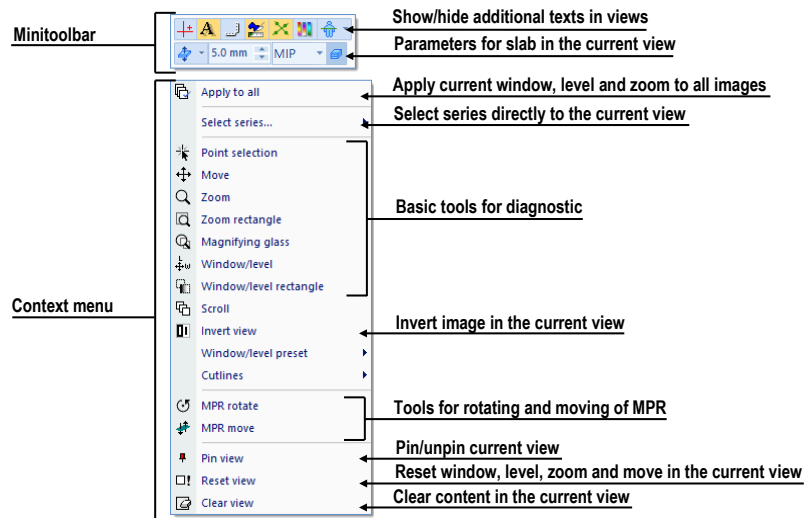 Show/hide additional texts in views
Minitoolbar
A
5.0 mm MIP
Parameters for slab in the current view
Apply to all
Apply current window, level and zoom to all images
Select series...
Select series directly to the current view
Point selection
Move
Zoom
Zoom rectangle
Basic tools for diagnostic
Magnifying glass
Window/level
Window/level rectangle
Context menu
Scroll
Invert view
Invert image in the current view
Window/level preset
Cutlines
MPR rotate
Tools for rotating and moving of MPR
MPR move
Pin/unpin current view
Pin view
Reset window, level, zoom and move in the current view
Reset view
Clear content in the current view
Clear view